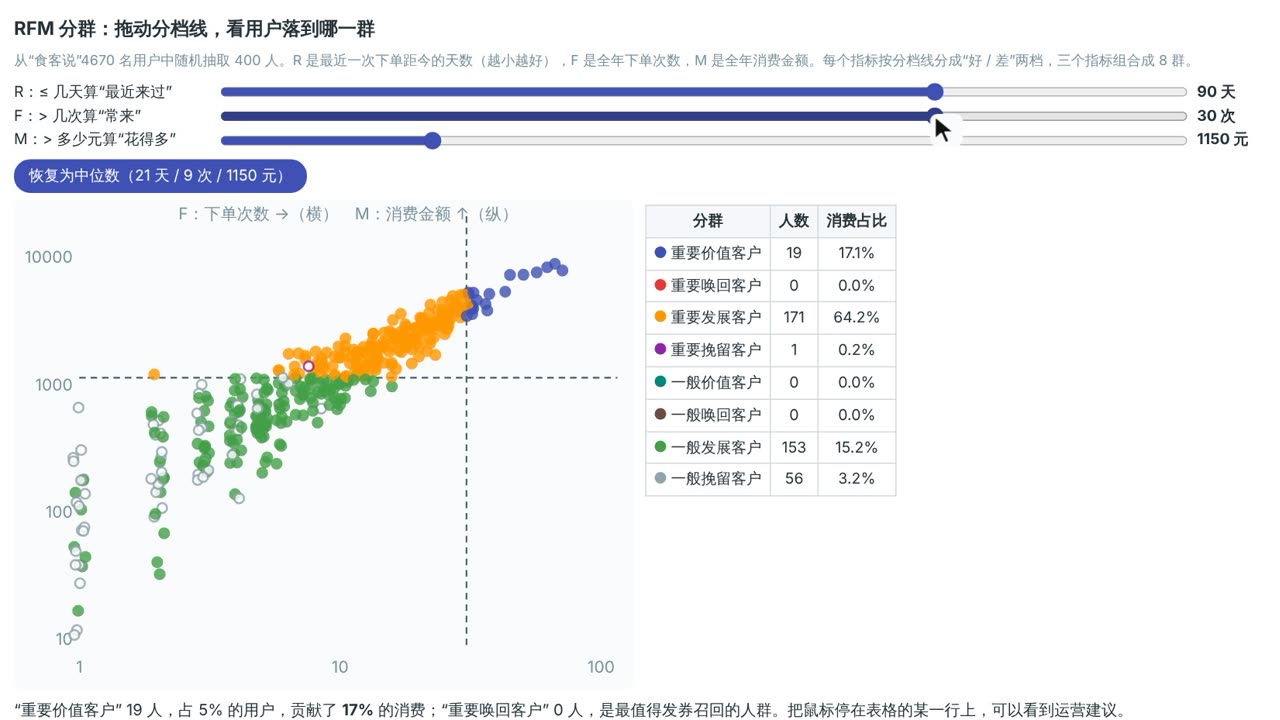 RFM 分群：拖动分档线，看用户落到哪一群
从“食客说”4670 名用户中随机抽取 400 人。R 是最近一次下单距今的天数（越小越好），F 是全年下单次数，M 是全年消费金额。每个指标按分档线分成“好 / 差”两档，三个指标组合成 8 群。
R：≤ 几天算“最近来过” 90 天
F：> 几次算“常来” 30 次
M：> 多少元算“花得多” 1150 元
恢复为中位数（21 天 / 9 次 / 1150 元）
F：下单次数 →（横） M：消费金额 ↑（纵）
10000
1000
100
10
1 10 100
分群 人数 消费占比
重要价值客户 19 17.1%
重要唤回客户 0 0.0%
重要发展客户 171 64.2%
重要挽留客户 1 0.2%
一般价值客户 0 0.0%
一般唤回客户 0 0.0%
一般发展客户 153 15.2%
一般挽留客户 56 3.2%
“重要价值客户” 19 人，占 5% 的用户，贡献了 17% 的消费；“重要唤回客户” 0 人，是最值得发券召回的人群。把鼠标停在表格的某一行上，可以看到运营建议。